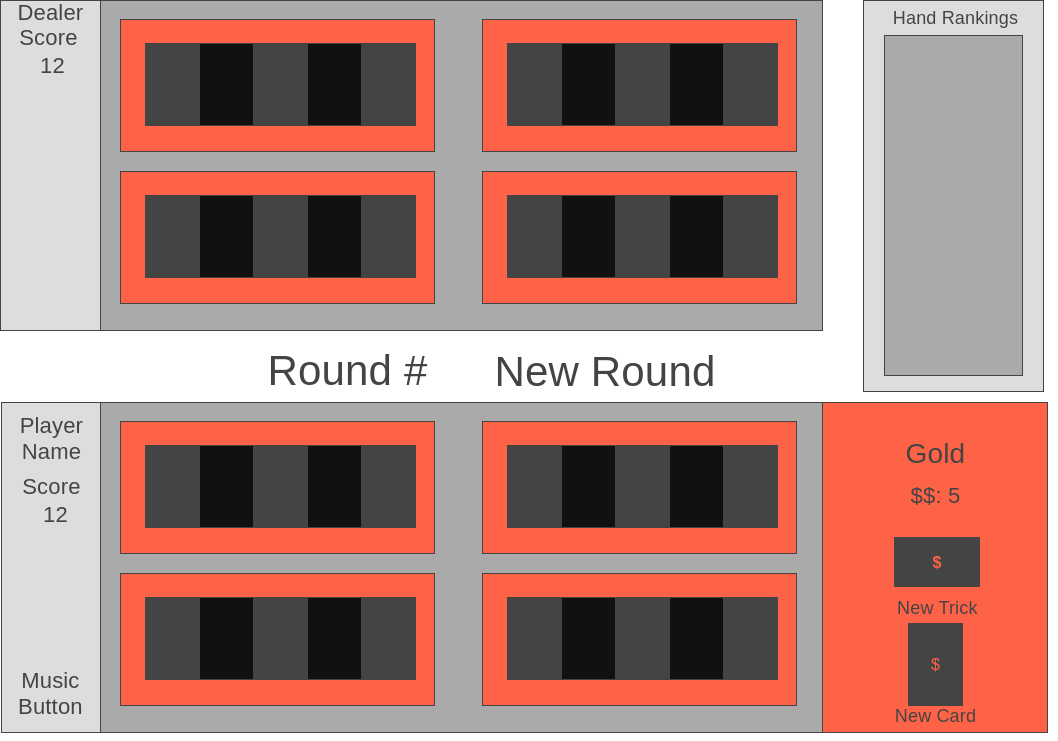 Dealer
Score
12
Hand Rankings
Round #
New Round
Player
Name
Score
12
Music
Button
Gold
$$: 5
$
New Trick
$
New Card